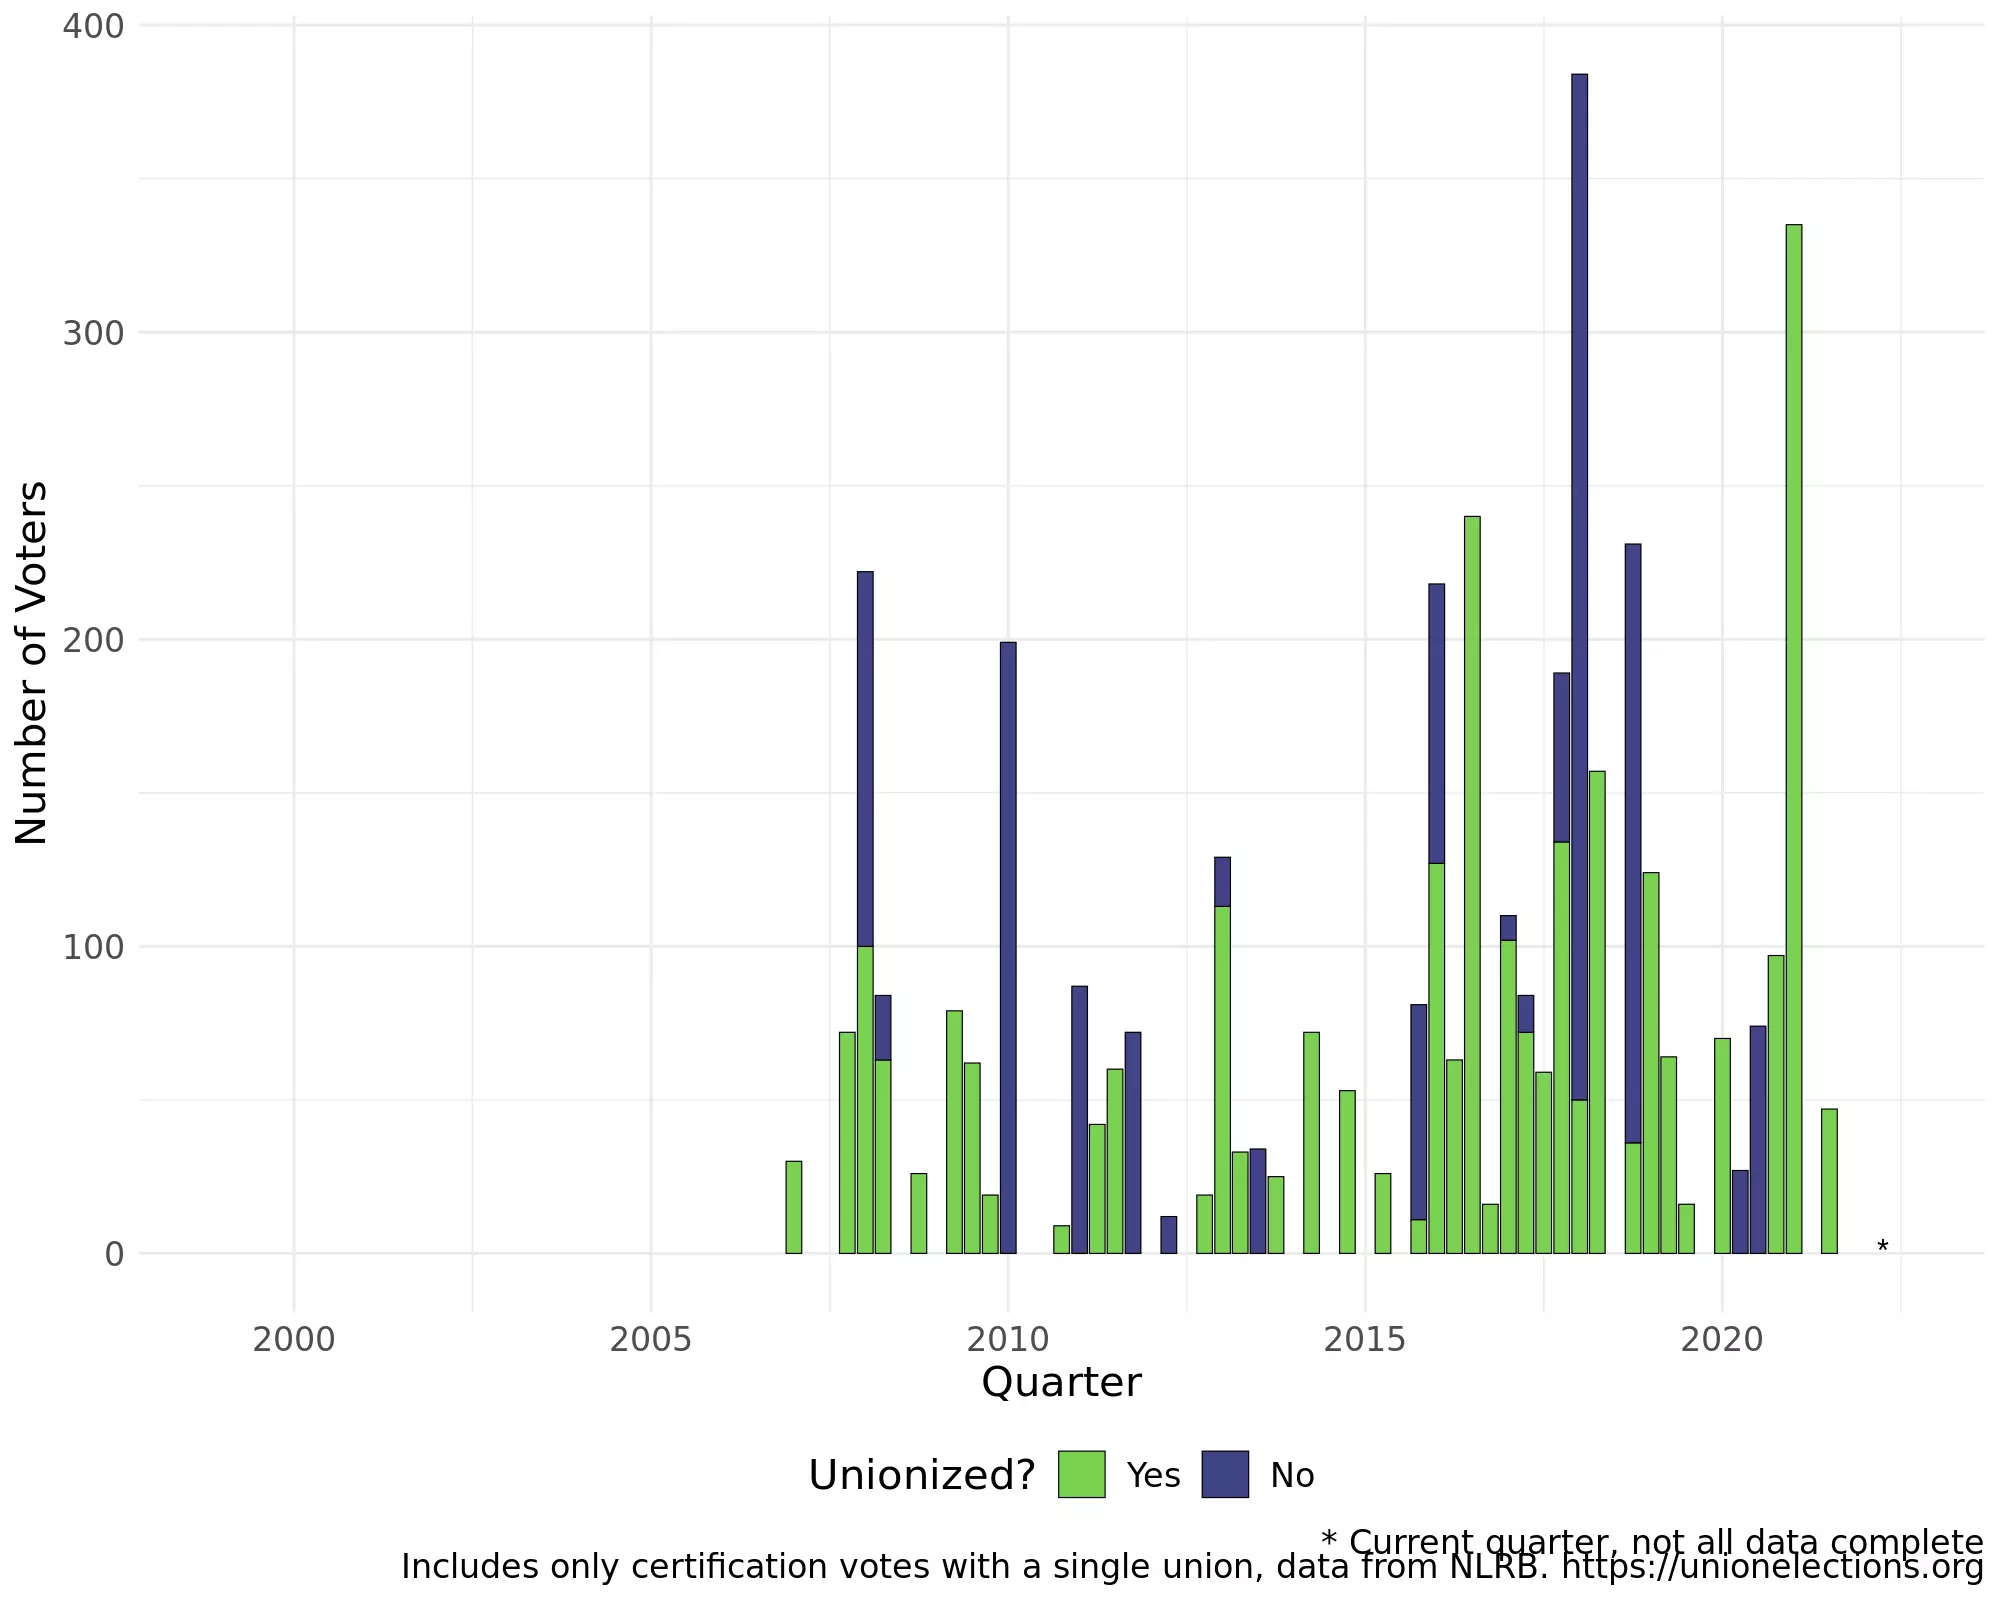 400
300
200
100
0
Number of Voters
*
2000 2005 2010 2015 2020
Quarter
Unionized? Yes No
* Current quarter, not all data complete
Includes only certification votes with a single union, data from NLRB. https://unionelections.org